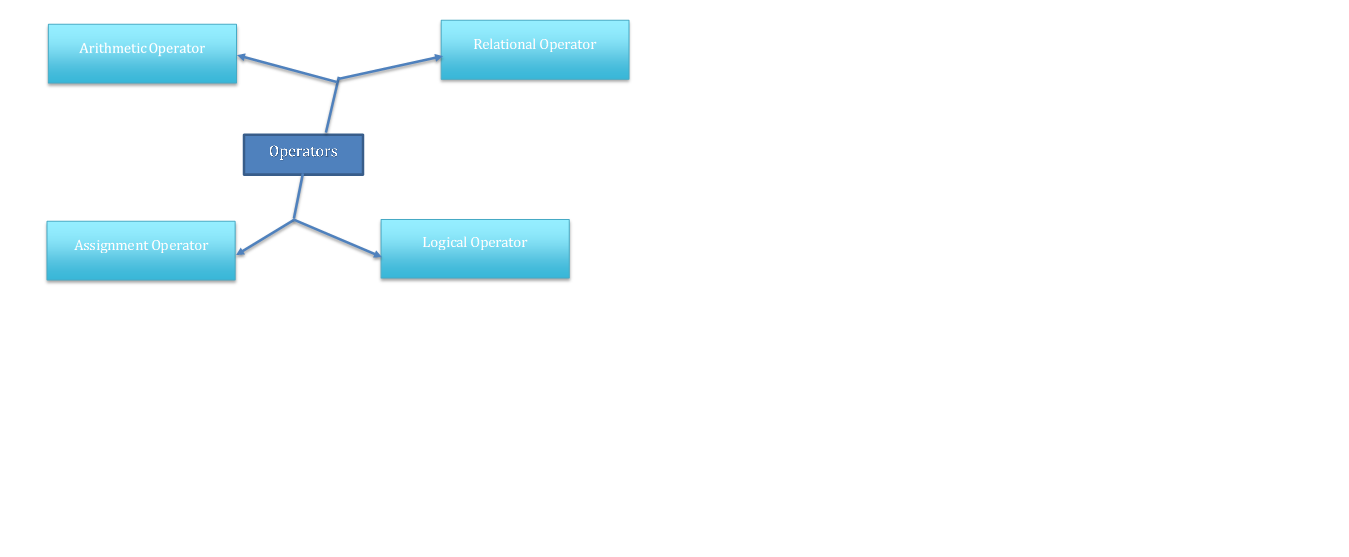 Arithmetic Operator
Relational Operator
Operators
Assignment Operator
Logical Operator